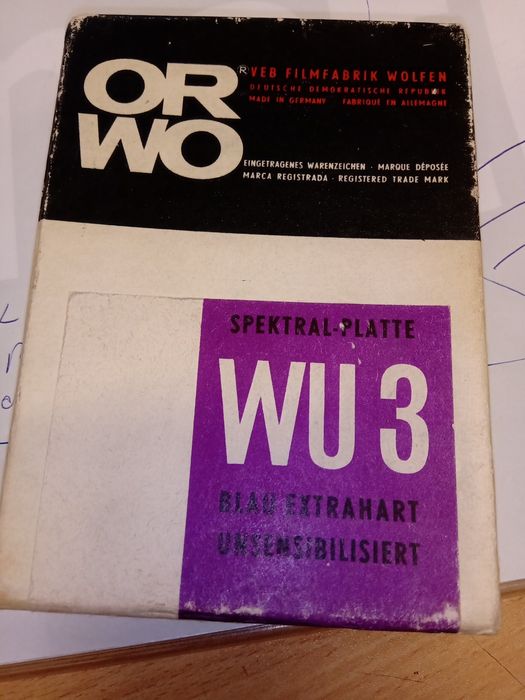 OR
WO
® VEB FILMFABRIK WOLFEN
DEUTSCHE DEMOKRATISCHE REPUBLIK
MADE IN GERMANY FABRIQUÉ EN ALLEMAGNE
EINGETRAGENES WARENZEICHEN · MARQUE DÉPOSÉE
MARCA REGISTRADA · REGISTERED TRADE MARK
SPEKTRAL-PLATTE
WU 3
BLAU EXTRAHART
UNSENSIBILISIERT